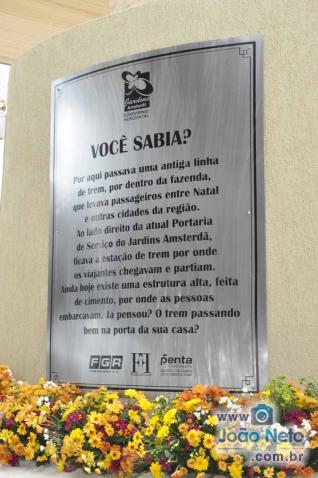 Jardins
Amsterdã
CONDOMÍNIO
HORIZONTAL
VOCÊ SABIA?
Por aqui passava uma antiga linha
de trem, por dentro da fazenda,
que levava passageiros entre Natal
e outras cidades da região.
Ao lado direito da atual Portaria
de Serviço do Jardins Amsterdã,
ficava a estação de trem por onde
os viajantes chegavam e partiam.
Ainda hoje existe uma estrutura alta, feita
de cimento, por onde as pessoas
embarcavam. Já pensou? O trem passando
bem na porta da sua casa?
FGR
penta
João Neto
.com.br